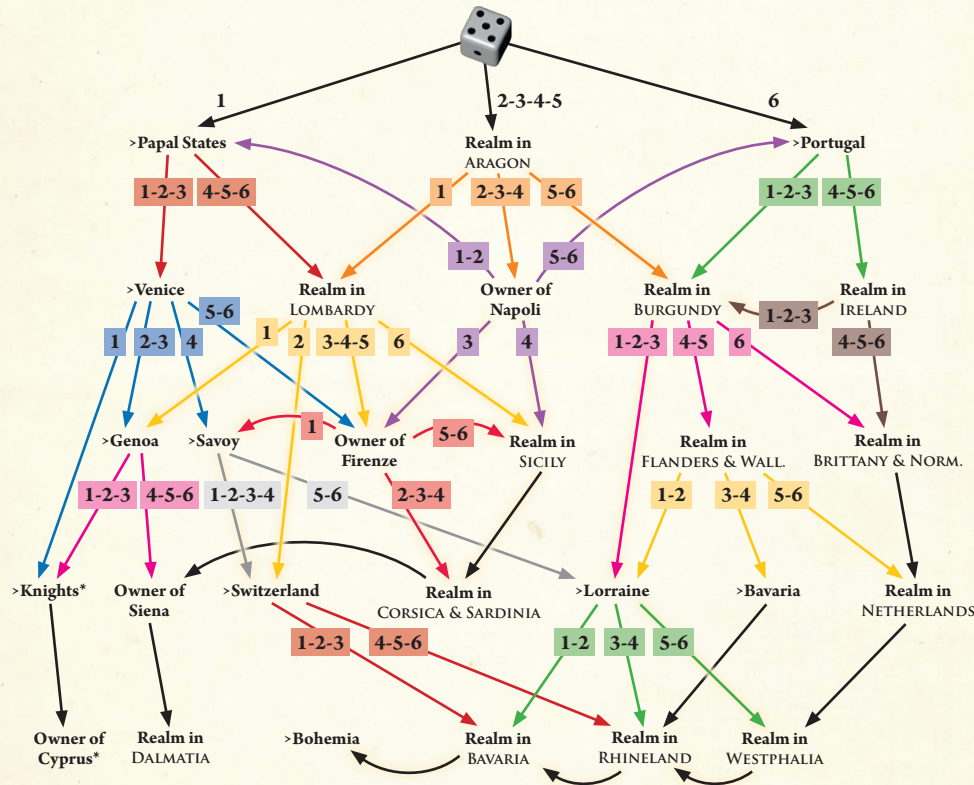 1
2-3-4-5
6
>Papal States
Realm in
ARAGON
>Portugal
1-2-3
4-5-6
1
2-3-4
5-6
1-2-3
4-5-6
1-2
5-6
>Venice
Realm in
LOMBARDY
Owner of
Napoli
Realm in
BURGUNDY
1-2-3
Realm in
IRELAND
1
2-3
4
5-6
1
2
3-4-5
6
3
4
1-2-3
4-5
6
4-5-6
>Genoa
>Savoy
1
Owner of
Firenze
5-6
Realm in
SICILY
Realm in
FLANDERS & WALL.
Realm in
BRITTANY & NORM.
1-2-3
4-5-6
1-2-3-4
5-6
2-3-4
1-2
3-4
5-6
>Knights*
Owner of
Siena
>Switzerland
Realm in
CORSICA & SARDINIA
>Lorraine
>Bavaria
Realm in
NETHERLANDS
1-2-3
4-5-6
1-2
3-4
5-6
Owner of
Cyprus*
Realm in
DALMATIA
>Bohemia
Realm in
BAVARIA
Realm in
RHINELAND
Realm in
WESTPHALIA